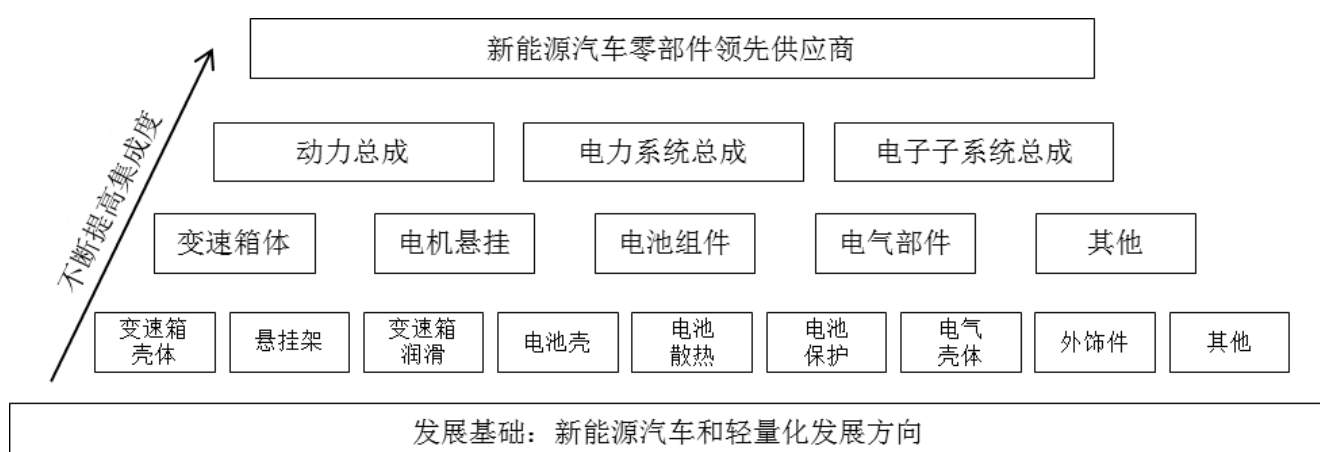 新能源汽车零部件领先供应商
不断提高集成度
动力总成
电力系统总成
电子子系统总成
变速箱体
电机悬挂
电池组件
电气部件
其他
变速箱
壳体
悬挂架
变速箱
润滑
电池壳
电池
散热
电池
保护
电气
壳体
外饰件
其他
发展基础：新能源汽车和轻量化发展方向